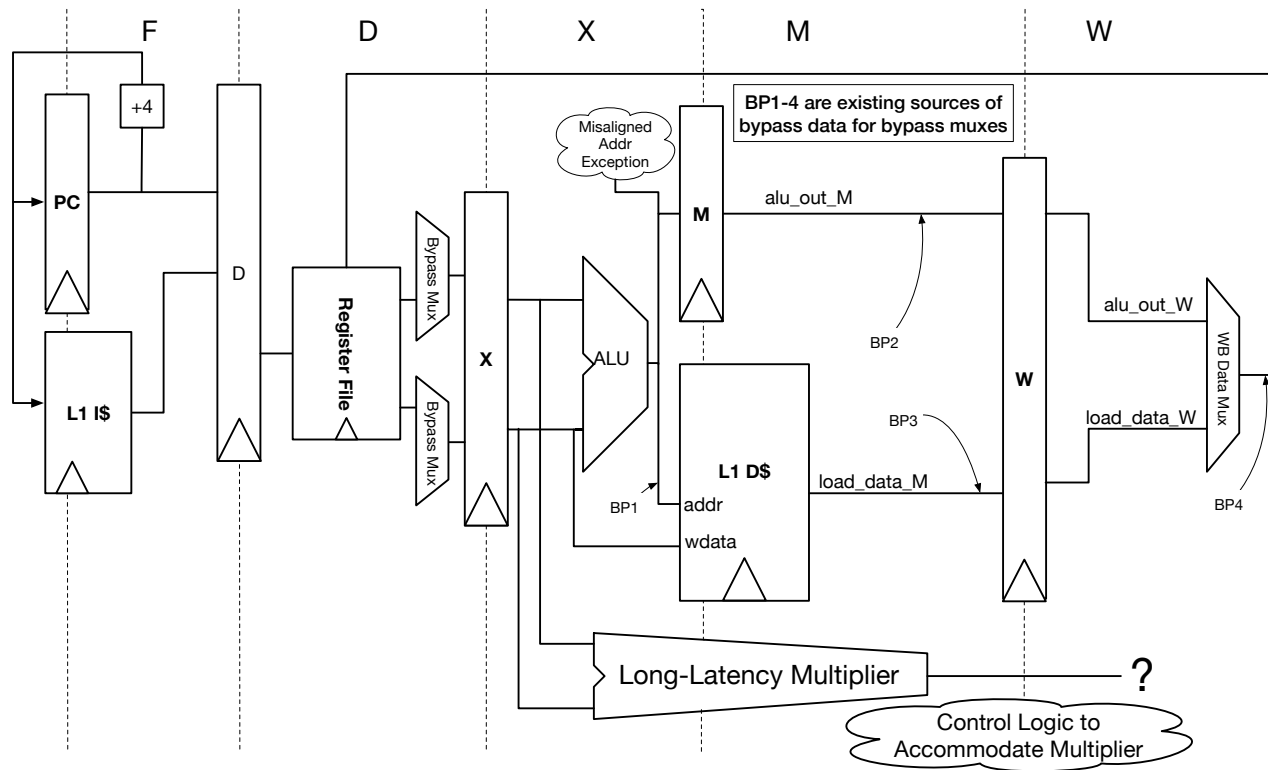 F
D
X
M
W
+4
BP1-4 are existing sources of
bypass data for bypass muxes
Misaligned
Addr
Exception
PC
M
alu_out_M
D
Bypass Mux
Register File
X
ALU
BP2
W
alu_out_W
WB Data Mux
L1 I$
Bypass Mux
BP3
load_data_W
L1 D$
load_data_M
BP1
addr
BP4
wdata
Long-Latency Multiplier
?
Control Logic to
Accommodate Multiplier